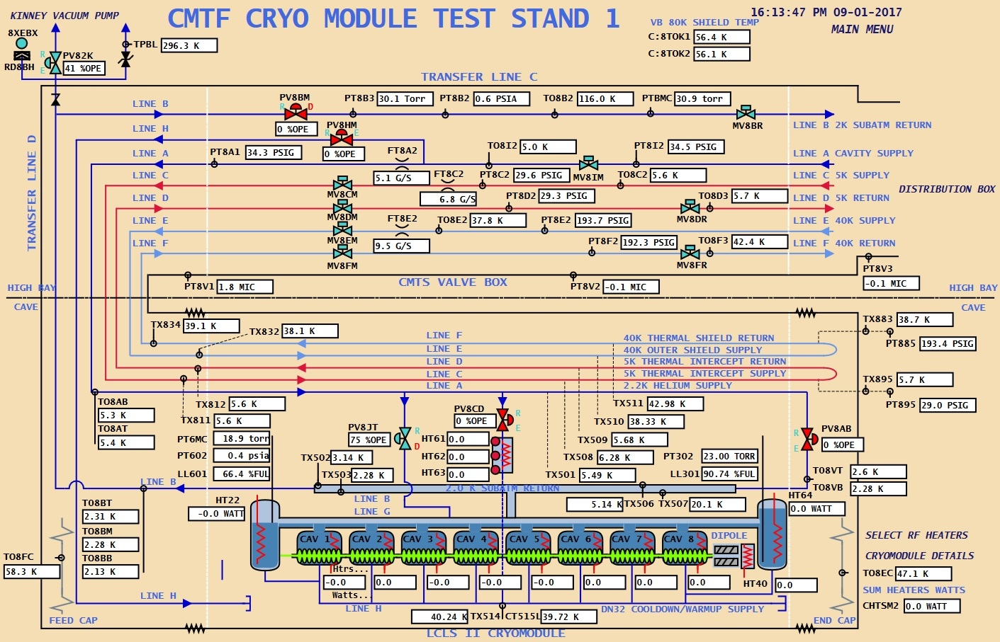 KINNEY VACUUM PUMP
CMTF CRYO MODULE TEST STAND 1
16:13:47 PM 09-01-2017
VB 80K SHIELD TEMP
MAIN MENU
8XEBX
C:8TOK1 56.4 K
TPBL 296.3 K
C:8TOK2 56.1 K
R PV82K
RD8BH E 41 %OPE
TRANSFER LINE C
PV8BM PT8B3 30.1 Torr PT8B2 0.6 PSIA TO8B2 116.0 K PTBMC 30.9 torr
LINE B R D
0 %OPE MV8BR LINE B 2K SUBATM RETURN
LINE H PV8HM
R E
TRANSFER LINE D
LINE A PT8A1 34.3 PSIG 0 %OPE FT8A2 TO8I2 5.0 K PT8I2 34.5 PSIG LINE A CAVITY SUPPLY
LINE C 5.1 G/S FT8C2 PT8C2 29.6 PSIG MV8IM TO8C2 5.6 K LINE C 5K SUPPLY
MV8CM
DISTRIBUTION BOX
LINE D 6.8 G/S PT8D2 29.3 PSIG TO8D3 5.7 K LINE D 5K RETURN
MV8DM FT8E2 MV8DR
LINE E TO8E2 37.8 K PT8E2 193.7 PSIG LINE E 40K SUPPLY
MV8EM
LINE F 9.5 G/S PT8F2 192.3 PSIG TO8F3 42.4 K LINE F 40K RETURN
MV8FM MV8FR
PT8V3
CMTS VALVE BOX
HIGH BAY PT8V1 1.8 MIC PT8V2 -0.1 MIC -0.1 MIC HIGH BAY
CAVE CAVE
TX834 39.1 K TX832 38.1 K TX883 38.7 K
LINE F 40K THERMAL SHIELD RETURN
PT885 193.4 PSIG
LINE E 40K OUTER SHIELD SUPPLY
LINE D 5K THERMAL INTERCEPT RETURN
LINE C 5K THERMAL INTERCEPT SUPPLY
TX895 5.7 K
LINE A 2.2K HELIUM SUPPLY
TO8AB
5.3 K
TX812 5.6 K TX511 42.98 K PT895 29.0 PSIG
PV8CD R
TX811 5.6 K 0 %OPE E TX510 38.33 K
TO8AT
5.4 K
PV8JT R PV8AB R
PT6MC 18.9 torr 75 %OPE D HT61 0.0 TX509 5.68 K E 0 %OPE
PT602 0.4 psia TX502 3.14 K HT62 0.0 TX508 6.28 K PT302 23.00 TORR
LL601 66.4 %FUL TX503 2.28 K HT63 0.0 TX501 5.49 K LL301 90.74 %FUL TO8VT 2.6 K
LINE B 2.0 K SUBATM RETURN TO8VB 2.28 K
HT22 LINE B 5.14 K TX506 TX507 20.1 K HT64
TO8BT
2.31 K
-0.0 WATT LINE G 0.0 WATT
TO8BM
2.28 K
CAV 1 CAV 2 CAV 3 CAV 4 CAV 5 CAV 6 CAV 7 CAV 8 DIPOLE
SELECT RF HEATERS
CRYOMODULE DETAILS
TO8FC
58.3 K
TO8BB
2.13 K
Htrs...
-0.0 0.0 -0.0 -0.0 -0.0 0.0 0.0 0.0 HT40 0.0
Watts...
TO8EC 47.1 K
SUM HEATERS WATTS
CHTSM2 0.0 WATT
LINE H LINE H DN32 COOLDOWN/WARMUP SUPPLY
40.24 K TX514 CT515L 39.72 K
FEED CAP END CAP
LCLS II CRYOMODULE